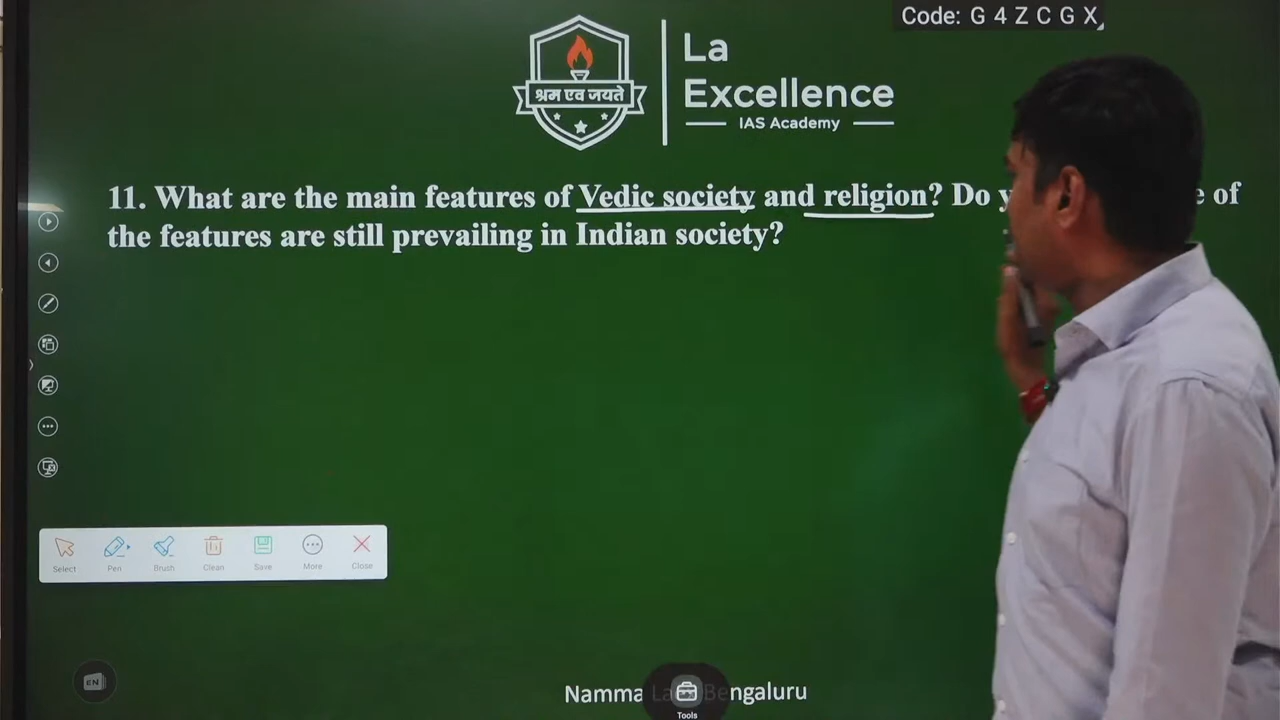 Code: G 4 Z C G X
श्रम एव जयते
La
Excellence
IAS Academy
11. What are the main features of Vedic society and religion? Do of
the features are still prevailing in Indian society?
Select Pen Brush Clean Save More Close
EN
Namma Bengaluru
Tools